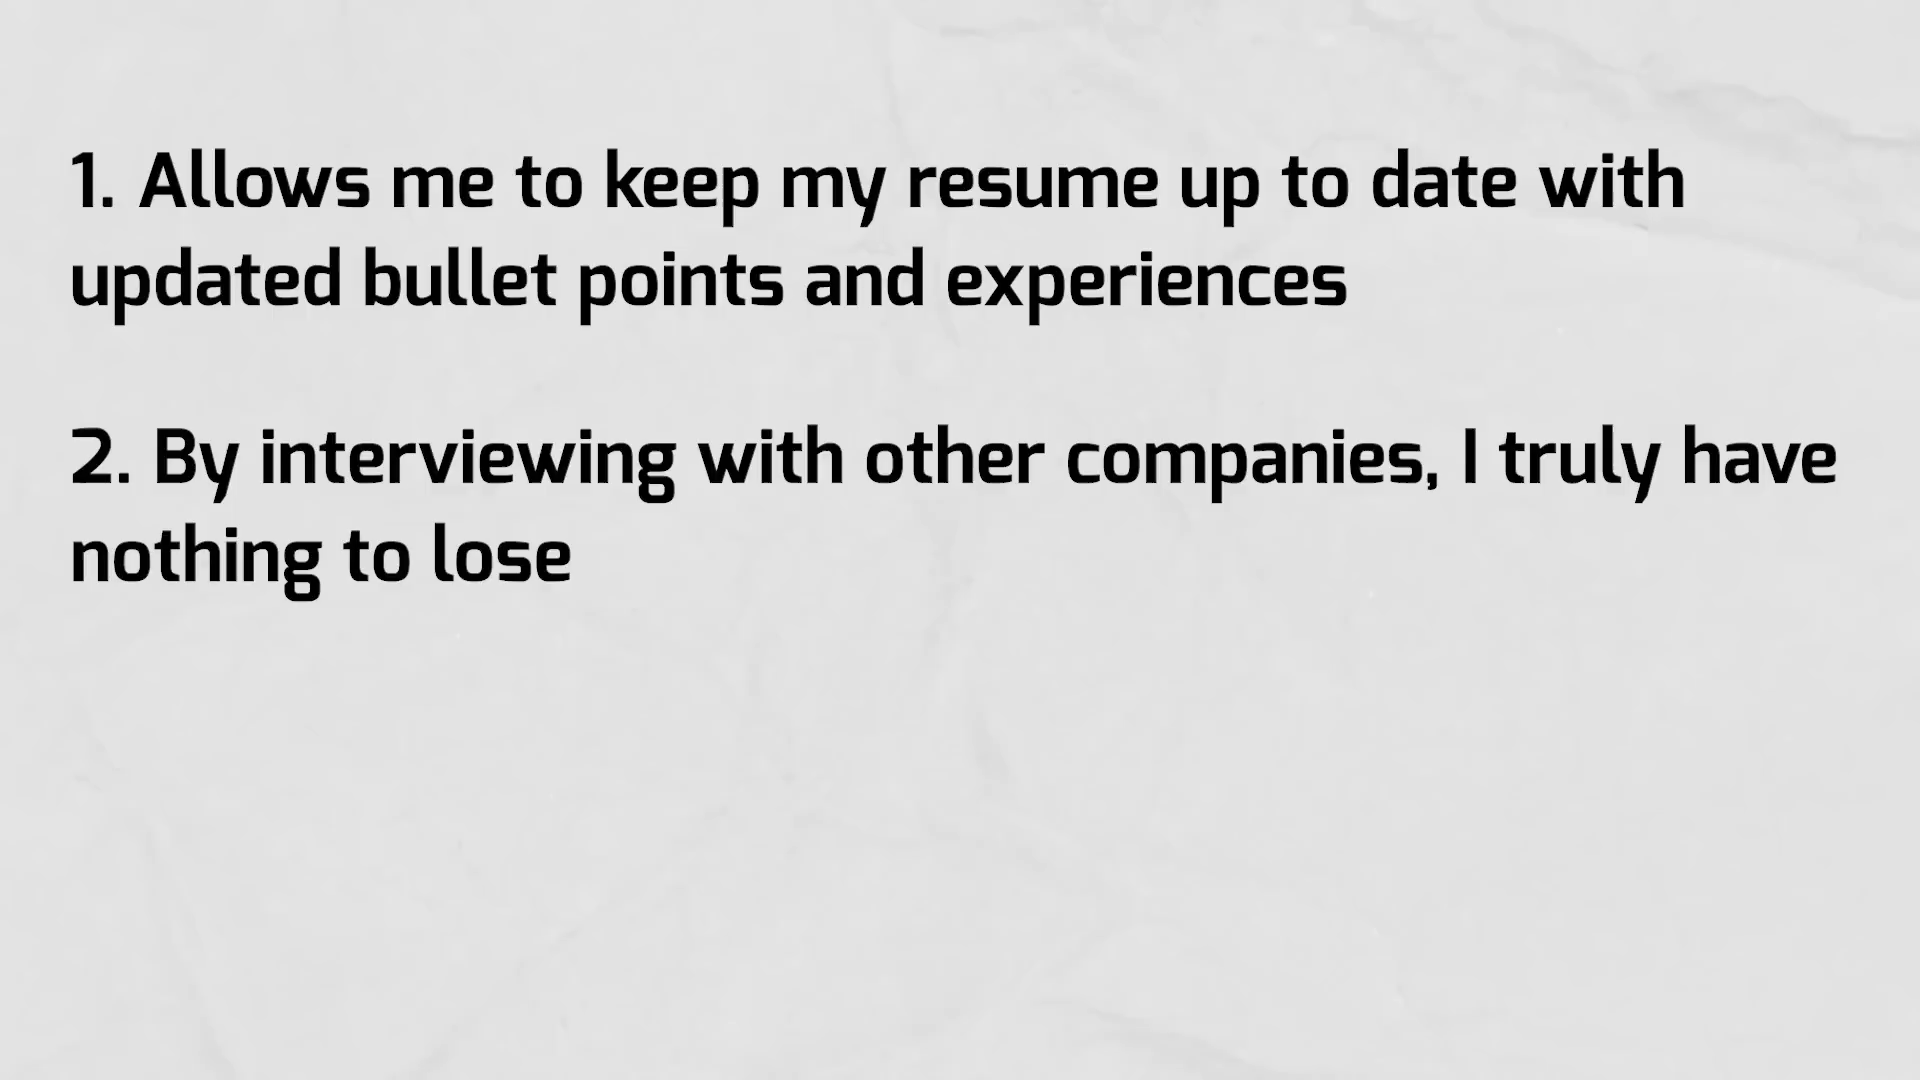 1. Allows me to keep my resume up to date with
updated bullet points and experiences
2. By interviewing with other companies, I truly have
nothing to lose